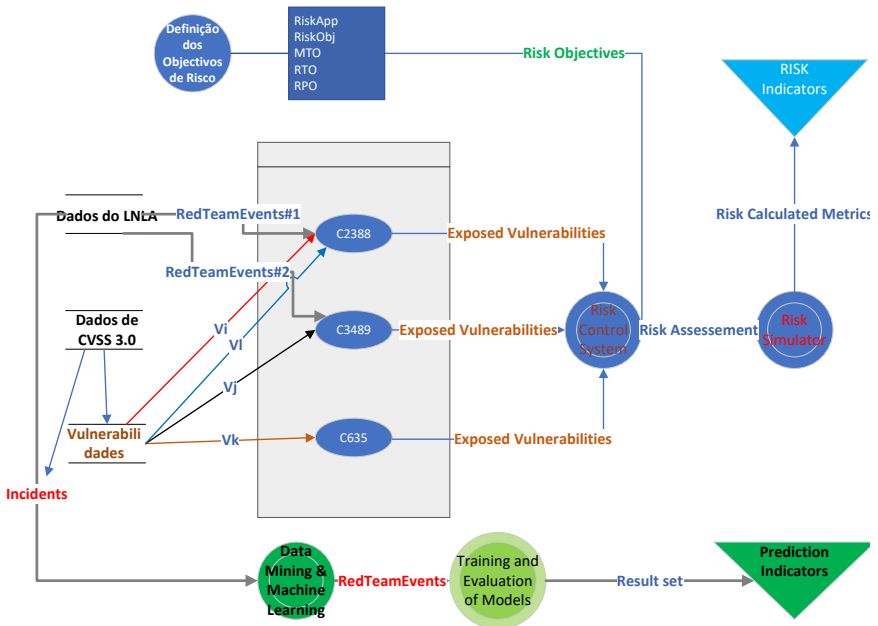 Definição
dos
Objectivos
de Risco
RiskApp
RiskObj
MTO
RTO
RPO
Risk Objectives
RISK
Indicators
Dados do LNLA
RedTeamEvents#1
C2388
Exposed Vulnerabilities
Risk Calculated Metrics
RedTeamEvents#2
Dados de
CVSS 3.0
Vi
Vl
C3489
Exposed Vulnerabilities
Risk
Control
System
Risk Assessement
Risk
Simulator
Vj
Vulnerabili
dades
Vk
C635
Exposed Vulnerabilities
Incidents
Data
Mining &
Machine
Learning
RedTeamEvents
Training and
Evaluation
of Models
Result set
Prediction
Indicators